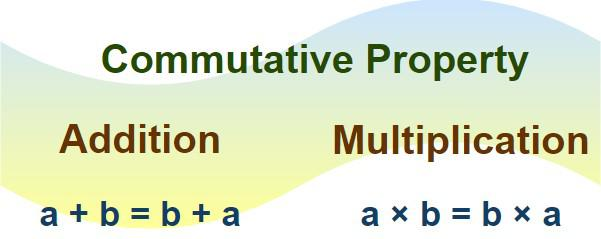 Commutative Property
Addition Multiplication
a + b = b + a a × b = b × a